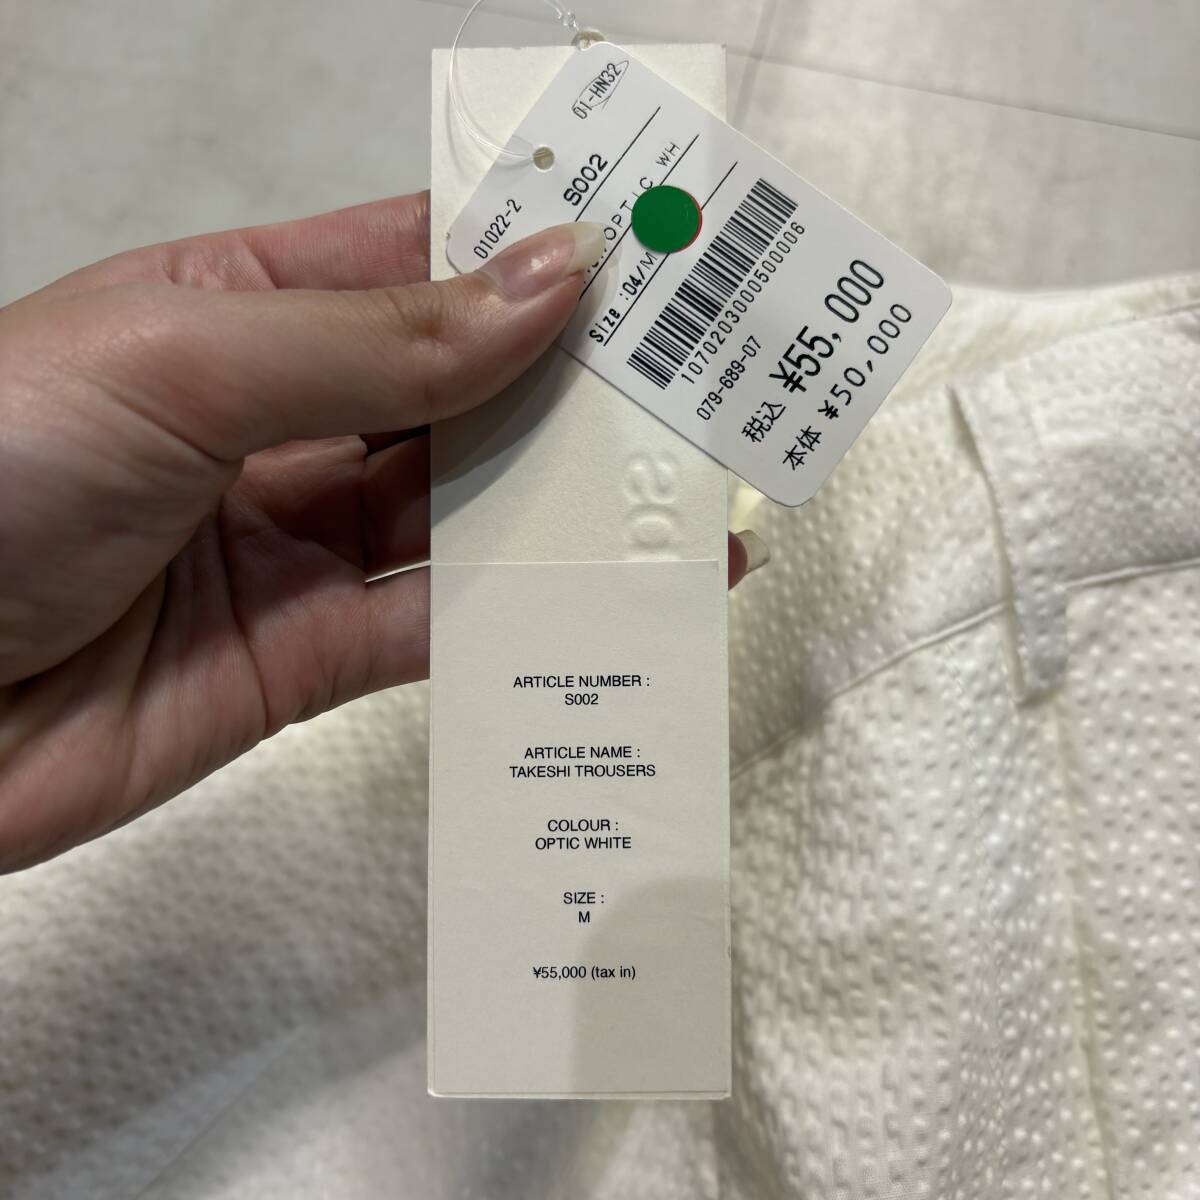 01-HN32
01022-2
S002
OPTIC WH
Size :04/M
1070203000500006
079-689-07
税込 ¥55,000
本体 ¥50,000
so
ARTICLE NUMBER :
S002
ARTICLE NAME :
TAKESHI TROUSERS
COLOUR :
OPTIC WHITE
SIZE :
M
¥55,000 (tax in)